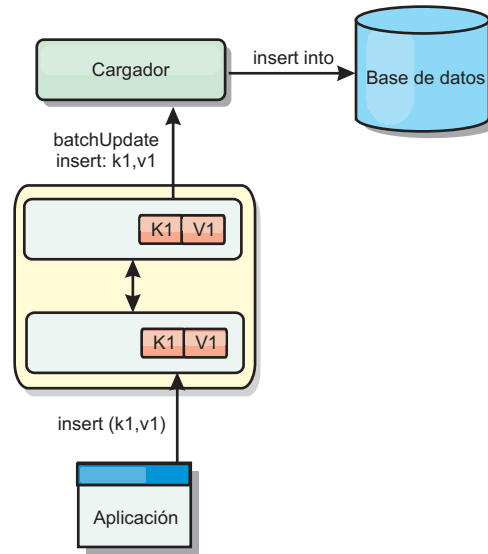 Cargador
insert into
Base de datos
batchUpdate
insert: k1,v1
K1 V1
K1 V1
insert (k1,v1)
Aplicación